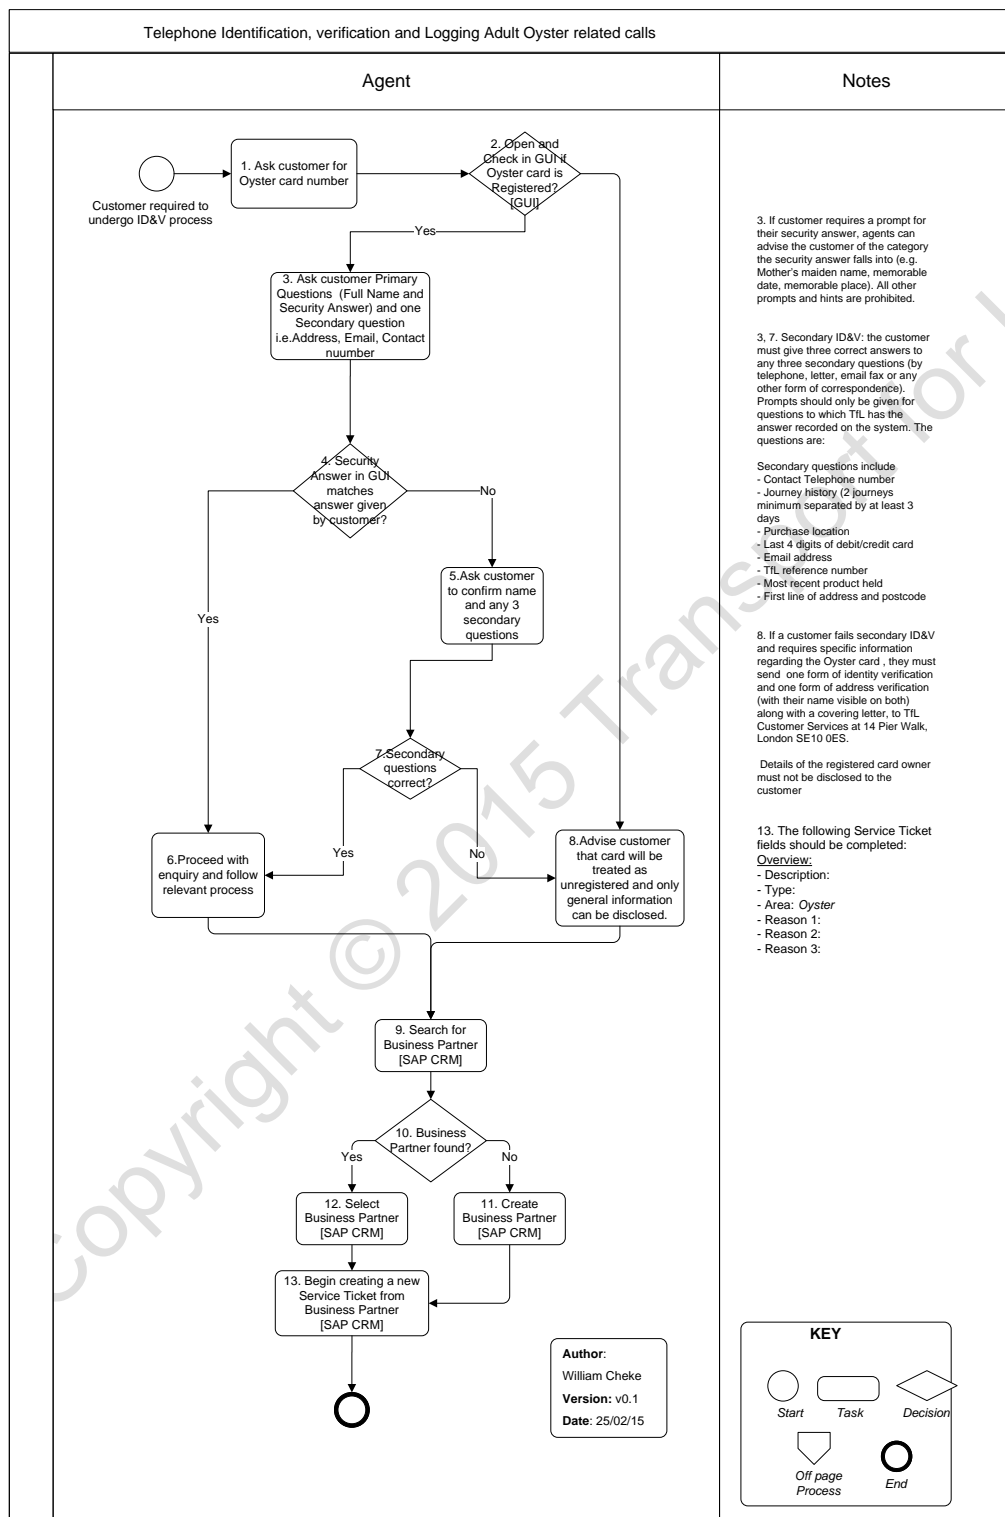 Telephone Identification, verification and Logging Adult Oyster related calls
Agent
Notes
Customer required to
undergo ID&V process
1. Ask customer for
Oyster card number
2. Open and
Check in GUI if
Oyster card is
Registered?
[GUI]
Yes
3. Ask customer Primary
Questions  (Full Name and
Security Answer) and one
Secondary question
i.e.Address, Email, Contact
nuumber
4. Security
Answer in GUI
matches
answer given
by customer?
No
Yes
5.Ask customer
to confirm name
and any 3
secondary
questions
7.Secondary
questions
correct?
Yes
No
6.Proceed with
enquiry and follow
relevant process
8.Advise customer
that card will be
treated as
unregistered and only
general information
can be disclosed.
9. Search for
Business Partner
[SAP CRM]
10. Business
Partner found?
Yes
No
12. Select
Business Partner
[SAP CRM]
11. Create
Business Partner
[SAP CRM]
13. Begin creating a new
Service Ticket from
Business Partner
[SAP CRM]
Author:
William Cheke
Version: v0.1
Date: 25/02/15
3. If customer requires a prompt for
their security answer, agents can
advise the customer of the category
the security answer falls into (e.g.
Mother's maiden name, memorable
date, memorable place). All other
prompts and hints are prohibited.
3, 7. Secondary ID&V: the customer
must give three correct answers to
any three secondary questions (by
telephone, letter, email fax or any
other form of correspondence).
Prompts should only be given for
questions to which TfL has the
answer recorded on the system. The
questions are:
Secondary questions include
- Contact Telephone number
- Journey history (2 journeys
minimum separated by at least 3
days
- Purchase location
- Last 4 digits of debit/credit card
- Email address
- TfL reference number
- Most recent product held
- First line of address and postcode
8. If a customer fails secondary ID&V
and requires specific information
regarding the Oyster card , they must
send  one form of identity verification
and one form of address verification
(with their name visible on both)
along with a covering letter, to TfL
Customer Services at 14 Pier Walk,
London SE10 0ES.
Details of the registered card owner
must not be disclosed to the
customer
13. The following Service Ticket
fields should be completed:
Overview:
- Description:
- Type:
- Area: Oyster
- Reason 1:
- Reason 2:
- Reason 3:
KEY
Start
Task
Decision
Off page
Process
End
Copyright © 2015 Transport for